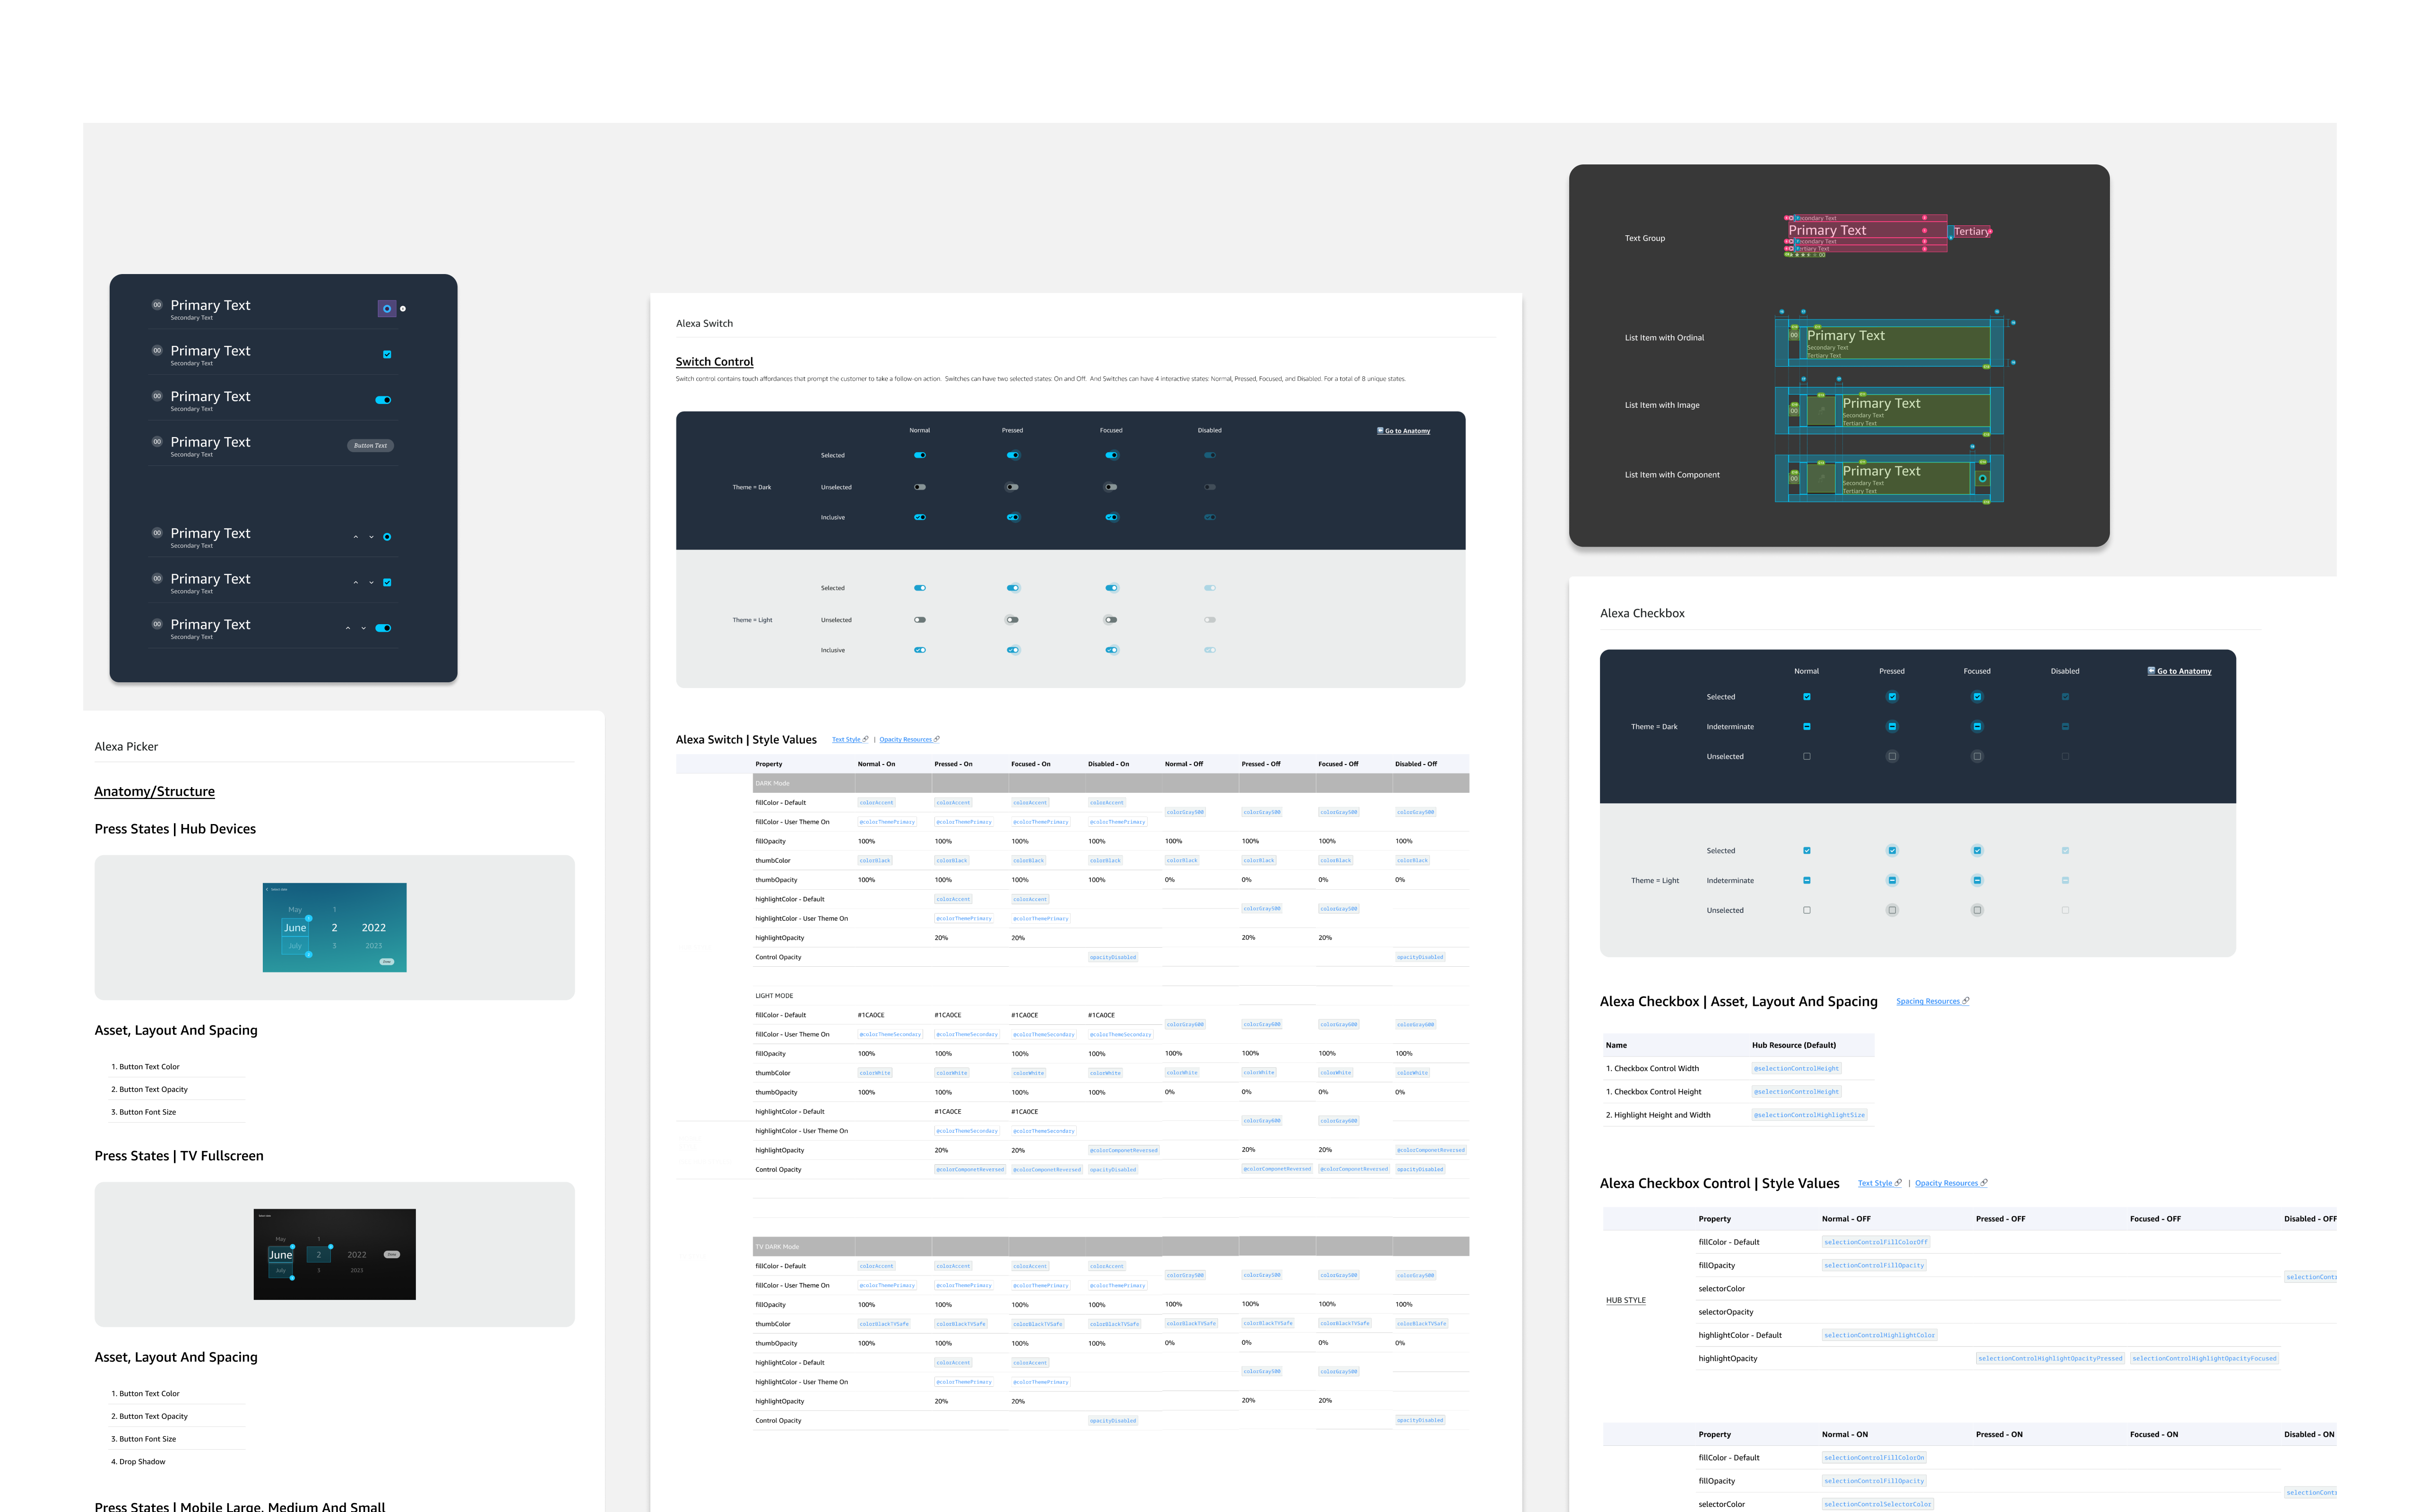 00 Primary Text
Secondary Text
00 Primary Text
Secondary Text
00 Primary Text
Secondary Text
00 Primary Text
Secondary Text
Button Text
00 Primary Text
Secondary Text
00 Primary Text
Secondary Text
00 Primary Text
Secondary Text
Alexa Picker
Anatomy/Structure
Press States | Hub Devices
May 1
June 2 2022
July 3 2023
Asset, Layout And Spacing
1. Button Text Color
2. Button Text Opacity
3. Button Font Size
Press States | TV Fullscreen
May 1
June 2 2022
July 3 2023
Asset, Layout And Spacing
1. Button Text Color
2. Button Text Opacity
3. Button Font Size
4. Drop Shadow
Press States | Mobile Large, Medium And Small
Alexa Switch
Switch Control
Switch control contains touch affordances that prompt the customer to take a follow-on action. Switches can have two selected states: On and Off. And Switches can have 4 interactive states: Normal, Pressed, Focused, and Disabled. For a total of 8 unique states.
Normal Pressed Focused Disabled Go to Anatomy
Selected
Theme = Dark Unselected
Inclusive
Selected
Theme = Light Unselected
Inclusive
Alexa Switch | Style Values Text Style | Opacity Resources
Property Normal - On Pressed - On Focused - On Disabled - On Normal - Off Pressed - Off Focused - Off Disabled - Off
DARK Mode
fillColor - Default colorAccent colorAccent colorAccent colorAccent
colorGray500 colorGray500 colorGray500 colorGray500
fillColor - User Theme On @colorThemePrimary @colorThemePrimary @colorThemePrimary @colorThemePrimary
fillOpacity 100% 100% 100% 100% 100% 100% 100% 100%
thumbColor colorBlack colorBlack colorBlack colorBlack colorBlack colorBlack colorBlack colorBlack
thumbOpacity 100% 100% 100% 100% 0% 0% 0% 0%
highlightColor - Default colorAccent colorAccent
colorGray500 colorGray500
highlightColor - User Theme On @colorThemePrimary @colorThemePrimary
highlightOpacity 20% 20% 20% 20%
Control Opacity opacityDisabled opacityDisabled
LIGHT MODE
fillColor - Default #1CA0CE #1CA0CE #1CA0CE #1CA0CE
colorGray600 colorGray600 colorGray600 colorGray600
fillColor - User Theme On @colorThemeSecondary @colorThemeSecondary @colorThemeSecondary @colorThemeSecondary
fillOpacity 100% 100% 100% 100% 100% 100% 100% 100%
thumbColor colorWhite colorWhite colorWhite colorWhite colorWhite colorWhite colorWhite colorWhite
thumbOpacity 100% 100% 100% 100% 0% 0% 0% 0%
highlightColor - Default #1CA0CE #1CA0CE
colorGray600 colorGray600
highlightColor - User Theme On @colorThemeSecondary @colorThemeSecondary
highlightOpacity 20% 20% @colorComponetReversed 20% 20% @colorComponetReversed
Control Opacity @colorComponetReversed @colorComponetReversed opacityDisabled @colorComponetReversed @colorComponetReversed opacityDisabled
TV DARK Mode
fillColor - Default colorAccent colorAccent colorAccent colorAccent
colorGray500 colorGray500 colorGray500 colorGray500
fillColor - User Theme On @colorThemePrimary @colorThemePrimary @colorThemePrimary @colorThemePrimary
fillOpacity 100% 100% 100% 100% 100% 100% 100% 100%
thumbColor colorBlackTVSafe colorBlackTVSafe colorBlackTVSafe colorBlackTVSafe colorBlackTVSafe colorBlackTVSafe colorBlackTVSafe colorBlackTVSafe
thumbOpacity 100% 100% 100% 100% 0% 0% 0% 0%
highlightColor - Default colorAccent colorAccent
colorGray500 colorGray500
highlightColor - User Theme On @colorThemePrimary @colorThemePrimary
highlightOpacity 20% 20% 20% 20%
Control Opacity opacityDisabled opacityDisabled
Text Group
Secondary Text
Primary Text Tertiary
Secondary Text
Tertiary Text
List Item with Ordinal
00 Primary Text
Secondary Text
Tertiary Text
List Item with Image
00 Primary Text
Secondary Text
Tertiary Text
List Item with Component
00 Primary Text
Secondary Text
Tertiary Text
Alexa Checkbox
Normal Pressed Focused Disabled Go to Anatomy
Selected
Theme = Dark Indeterminate
Unselected
Selected
Theme = Light Indeterminate
Unselected
Alexa Checkbox | Asset, Layout And Spacing Spacing Resources
Name Hub Resource (Default)
1. Checkbox Control Width @selectionControlHeight
1. Checkbox Control Height @selectionControlHeight
2. Highlight Height and Width @selectionControlHighlightSize
Alexa Checkbox Control | Style Values Text Style | Opacity Resources
Property Normal - OFF Pressed - OFF Focused - OFF Disabled - OFF
fillColor - Default selectionControlFillColorOff
fillOpacity selectionControlFillOpacity
selectionContr
selectorColor
HUB STYLE
selectorOpacity
highlightColor - Default selectionControlHighlightColor
highlightOpacity selectionControlHighlightOpacityPressed selectionControlHighlightOpacityFocused
Property Normal - ON Pressed - ON Focused - ON Disabled - ON
fillColor - Default selectionControlFillColorOn
fillOpacity selectionControlFillOpacity
selectionContr
selectorColor selectionControlSelectorColor